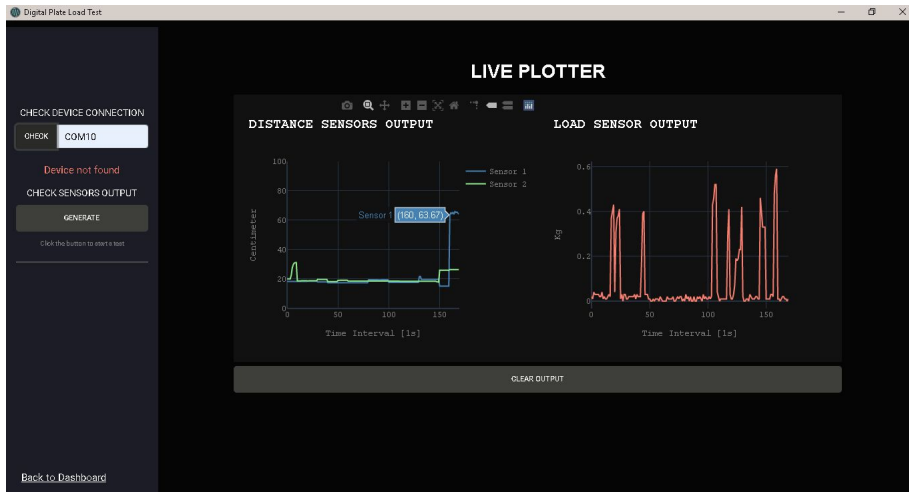 Digital Plate Load Test
CHECK DEVICE CONNECTION
CHECK
COM10
Device not found
CHECK SENSORS OUTPUT
GENERATE
Click the button to start a test
Back to Dashboard
LIVE PLOTTER
DISTANCE SENSORS OUTPUT
100
80
60
40
20
0
Centimeter
0 50 100 150
Time Interval [1s]
Sensor 1
Sensor 2
Sensor 1 (160, 63.67)
LOAD SENSOR OUTPUT
0.6
0.4
0.2
0
Kg
0 50 100 150
Time Interval [1s]
CLEAR OUTPUT